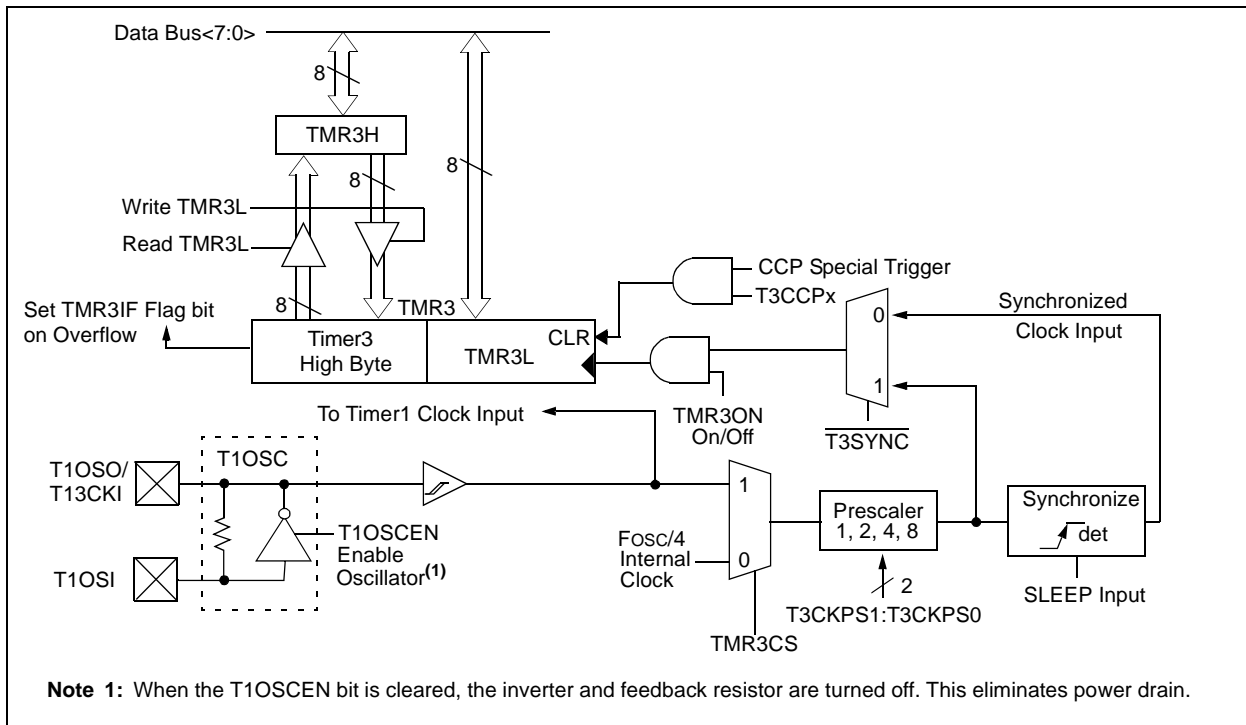 Data Bus<7:0>
8
TMR3H
8
8
Write TMR3L
Read TMR3L
8
TMR3
CCP Special Trigger
T3CCPx
Set TMR3IF Flag bit
on Overflow
Timer3
High Byte
TMR3L
CLR
0
1
Synchronized
Clock Input
TMR3ON
On/Off
T3SYNC
To Timer1 Clock Input
T1OSC
T1OSO/
T13CKI
T1OSI
T1OSCEN
Enable
Oscillator(1)
FOSC/4
Internal
Clock
1
0
TMR3CS
Prescaler
1, 2, 4, 8
2
T3CKPS1:T3CKPS0
Synchronize
det
SLEEP Input
Note 1: When the T1OSCEN bit is cleared, the inverter and feedback resistor are turned off. This eliminates power drain.